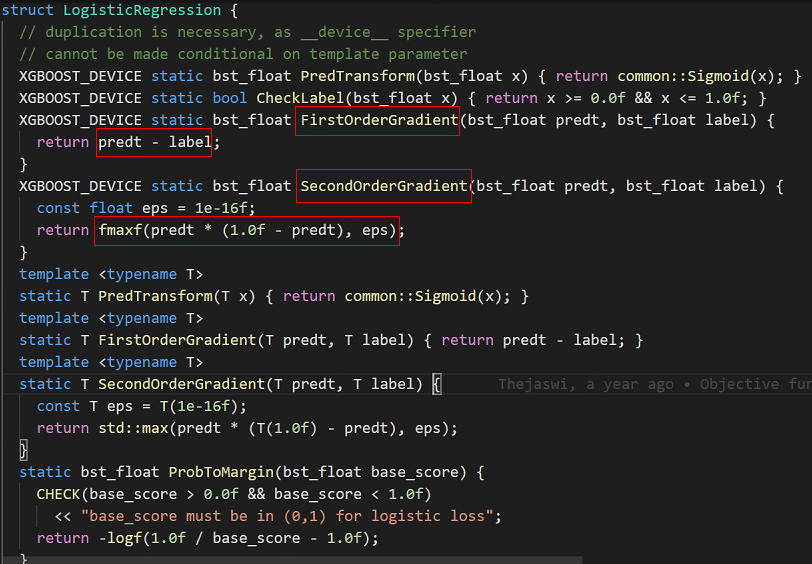 struct LogisticRegression {
// duplication is necessary, as __device__ specifier
// cannot be made conditional on template parameter
XGBOOST_DEVICE static bst_float PredTransform(bst_float x) { return common::Sigmoid(x); }
XGBOOST_DEVICE static bool CheckLabel(bst_float x) { return x >= 0.0f && x <= 1.0f; }
XGBOOST_DEVICE static bst_float FirstOrderGradient(bst_float predt, bst_float label) {
return predt - label;
}
XGBOOST_DEVICE static bst_float SecondOrderGradient(bst_float predt, bst_float label) {
const float eps = 1e-16f;
return fmaxf(predt * (1.0f - predt), eps);
}
template <typename T>
static T PredTransform(T x) { return common::Sigmoid(x); }
template <typename T>
static T FirstOrderGradient(T predt, T label) { return predt - label; }
template <typename T>
static T SecondOrderGradient(T predt, T label) { Thejaswi, a year ago • Objective fun
const T eps = T(1e-16f);
return std::max(predt * (T(1.0f) - predt), eps);
}
static bst_float ProbToMargin(bst_float base_score) {
CHECK(base_score > 0.0f && base_score < 1.0f)
<< "base_score must be in (0,1) for logistic loss";
return -logf(1.0f / base_score - 1.0f);
}